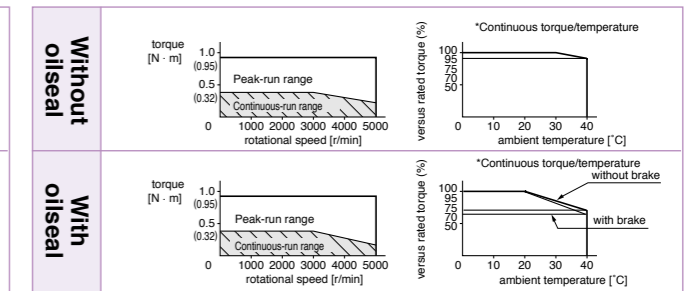 Without oilseal
torque
[N · m]
1.0
(0.95)
0.5
(0.32)
0
Peak-run range
Continuous-run range
1000 2000 3000 4000 5000
rotational speed [r/min]
*Continuous torque/temperature
versus rated torque (%)
100
95
75
70
50
0 10 20 30 40
ambient temperature [˚C]
With oilseal
torque
[N · m]
1.0
(0.95)
0.5
(0.32)
0
Peak-run range
Continuous-run range
1000 2000 3000 4000 5000
rotational speed [r/min]
*Continuous torque/temperature
without brake
versus rated torque (%)
100
95
75
70
50
with brake
0 10 20 30 40
ambient temperature [˚C]